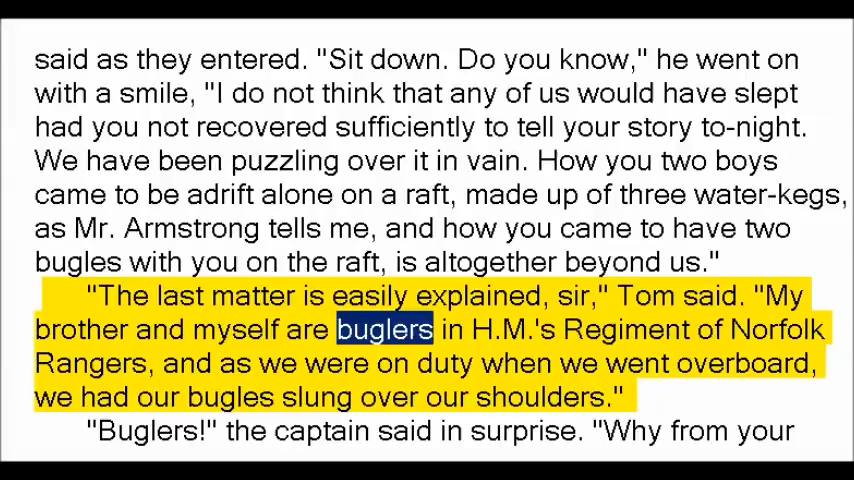 said as they entered. "Sit down. Do you know," he went on
with a smile, "I do not think that any of us would have slept
had you not recovered sufficiently to tell your story to-night.
We have been puzzling over it in vain. How you two boys
came to be adrift alone on a raft, made up of three water-kegs,
as Mr. Armstrong tells me, and how you came to have two
bugles with you on the raft, is altogether beyond us."
"The last matter is easily explained, sir," Tom said. "My
brother and myself are buglers in H.M.'s Regiment of Norfolk
Rangers, and as we were on duty when we went overboard,
we had our bugles slung over our shoulders."
"Buglers!" the captain said in surprise. "Why from your